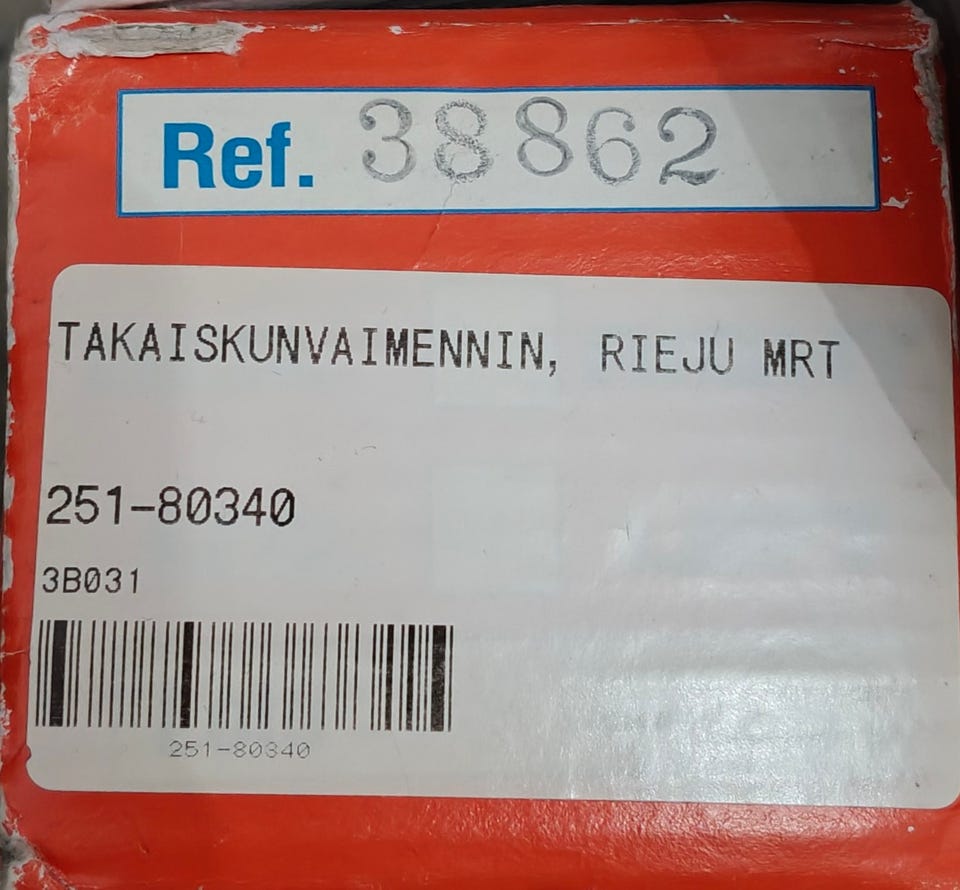 Ref. 38862
TAKAISKUNVAIMENNIN, RIEJU MRT
251-80340
3B031
251-80340